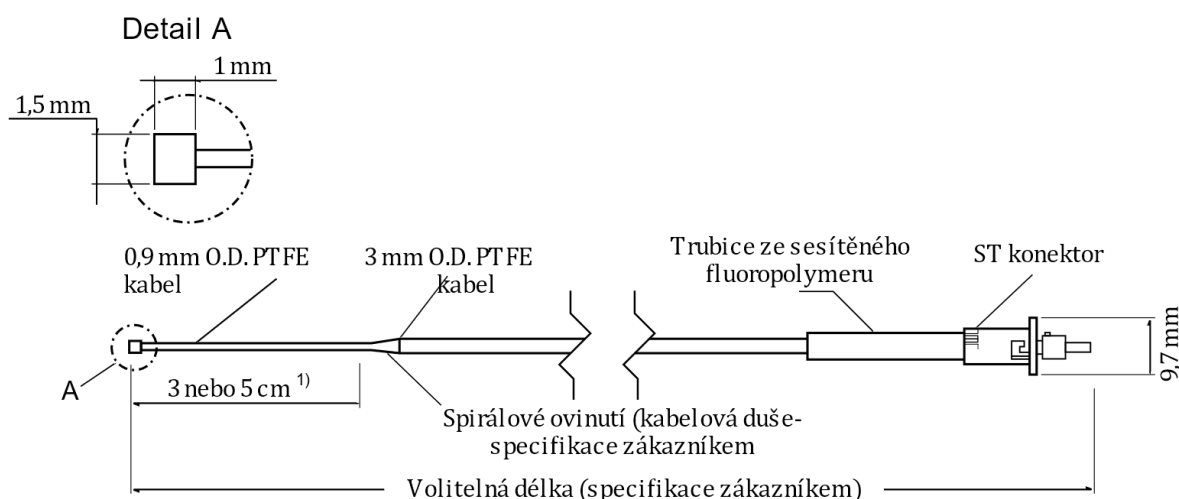 Detail A
1 mm
1,5 mm
0,9 mm O.D. PTFE
kabel
3 mm O.D. PTFE
kabel
Trubice ze sesítěného
fluoropolymeru
ST konektor
9,7 mm
A
3 nebo 5 cm 1)
Spirálové ovinutí (kabelová duše-
specifikace zákazníkem
Volitelná délka (specifikace zákazníkem)